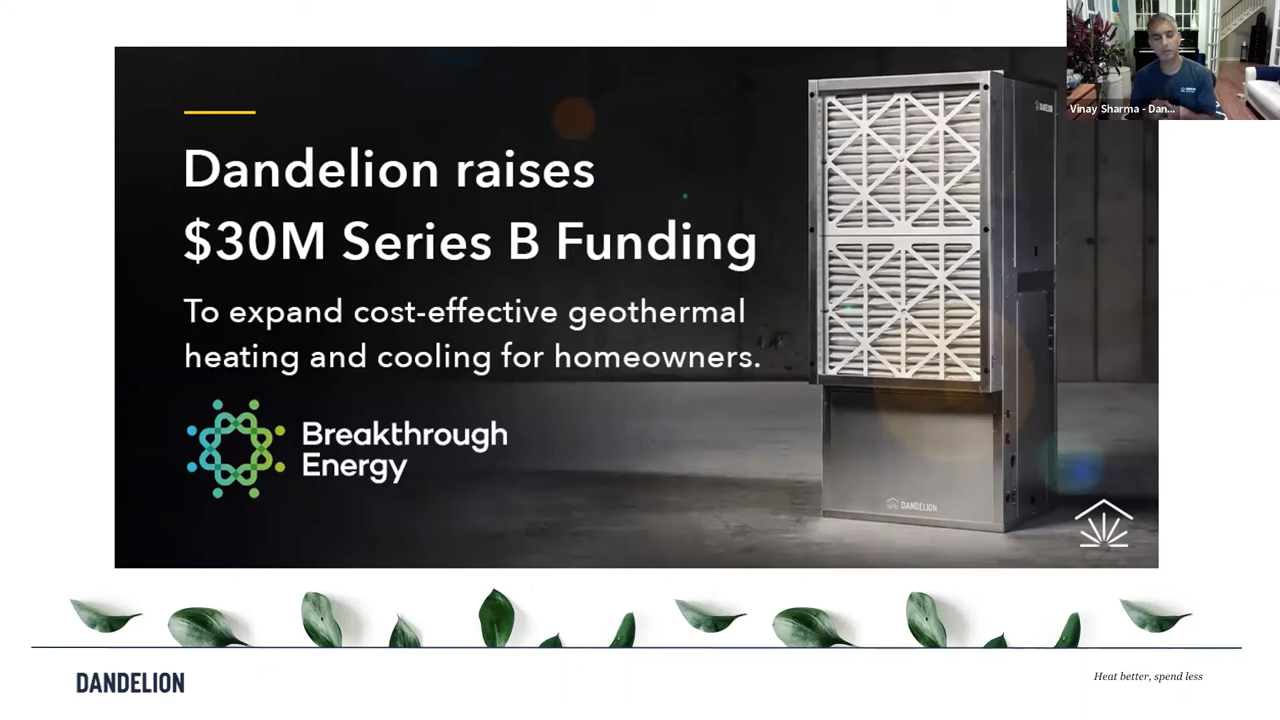 Dandelion raises
$30M Series B Funding
To expand cost-effective geothermal
heating and cooling for homeowners.
Breakthrough
Energy
DANDELION
DANDELION
Vinay Sharma - Dan...
DANDELION
Heat better, spend less